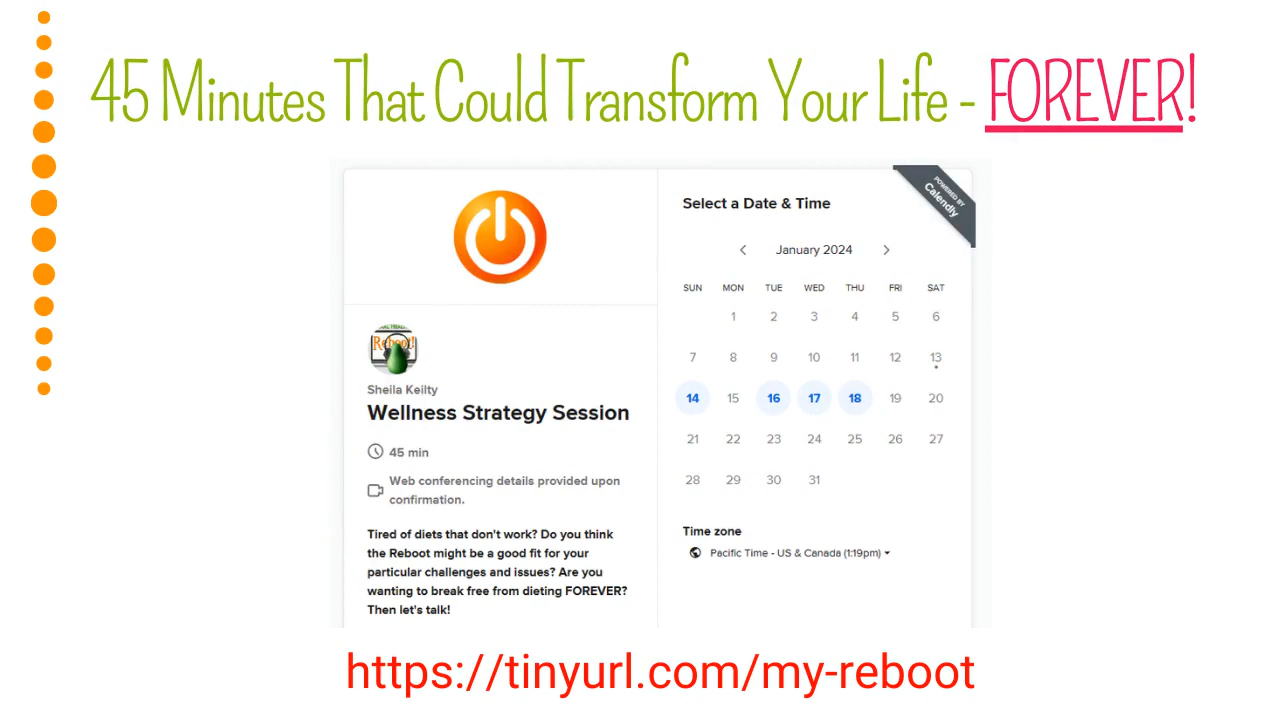 45 Minutes That Could Transform Your Life - FOREVER!
POWERED BY
Calendly
Select a Date & Time
January 2024
SUN MON TUE WED THU FRI SAT
1 2 3 4 5 6
7 8 9 10 11 12 13
14 15 16 17 18 19 20
21 22 23 24 25 26 27
28 29 30 31
Time zone
Pacific Time - US & Canada (1:19pm)
Reboot!
Sheila Keilty
Wellness Strategy Session
45 min
Web conferencing details provided upon
confirmation.
Tired of diets that don't work? Do you think
the Reboot might be a good fit for your
particular challenges and issues? Are you
wanting to break free from dieting FOREVER?
Then let's talk!
https://tinyurl.com/my-reboot